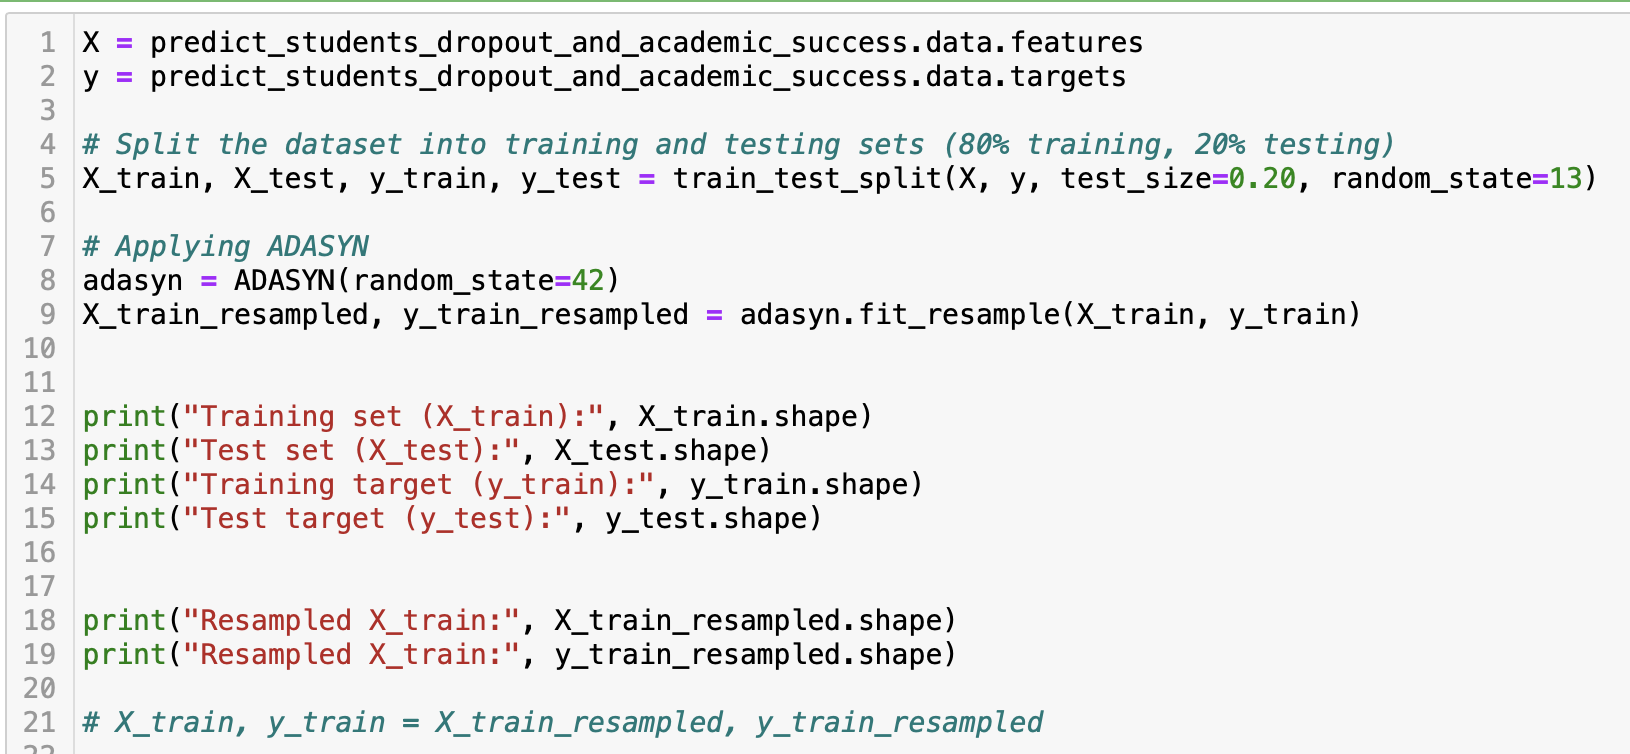 1 X = predict_students_dropout_and_academic_success.data.features
2 y = predict_students_dropout_and_academic_success.data.targets
3
4 # Split the dataset into training and testing sets (80% training, 20% testing)
5 X_train, X_test, y_train, y_test = train_test_split(X, y, test_size=0.20, random_state=13)
6
7 # Applying ADASYN
8 adasyn = ADASYN(random_state=42)
9 X_train_resampled, y_train_resampled = adasyn.fit_resample(X_train, y_train)
10
11
12 print("Training set (X_train):", X_train.shape)
13 print("Test set (X_test):", X_test.shape)
14 print("Training target (y_train):", y_train.shape)
15 print("Test target (y_test):", y_test.shape)
16
17
18 print("Resampled X_train:", X_train_resampled.shape)
19 print("Resampled X_train:", y_train_resampled.shape)
20
21 # X_train, y_train = X_train_resampled, y_train_resampled